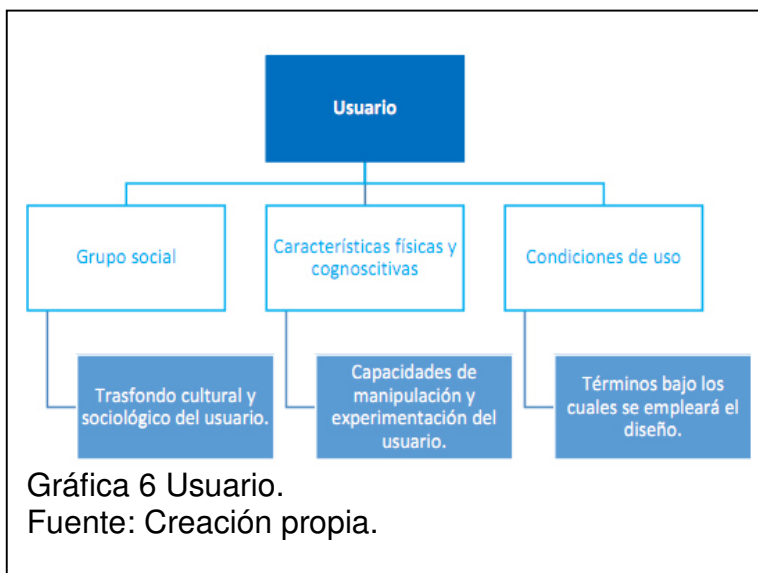 Usuario
Grupo social
Características físicas y
cognoscitivas
Condiciones de uso
Trasfondo cultural y
sociológico del usuario.
Capacidades de
manipulación y
experimentación del
usuario.
Términos bajo los
cuales se empleará el
diseño.
Gráfica 6 Usuario.
Fuente: Creación propia.